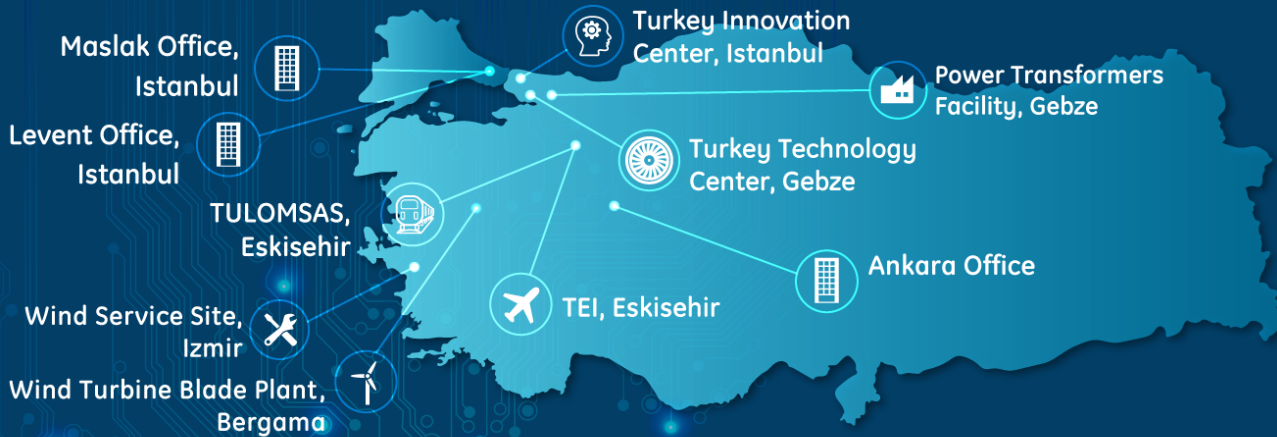 Maslak Office,
Istanbul
Levent Office,
Istanbul
TULOMSAS,
Eskisehir
Wind Service Site,
Izmir
Wind Turbine Blade Plant,
Bergama
Turkey Innovation
Center, Istanbul
Power Transformers
Facility, Gebze
Turkey Technology
Center, Gebze
Ankara Office
TEI, Eskisehir